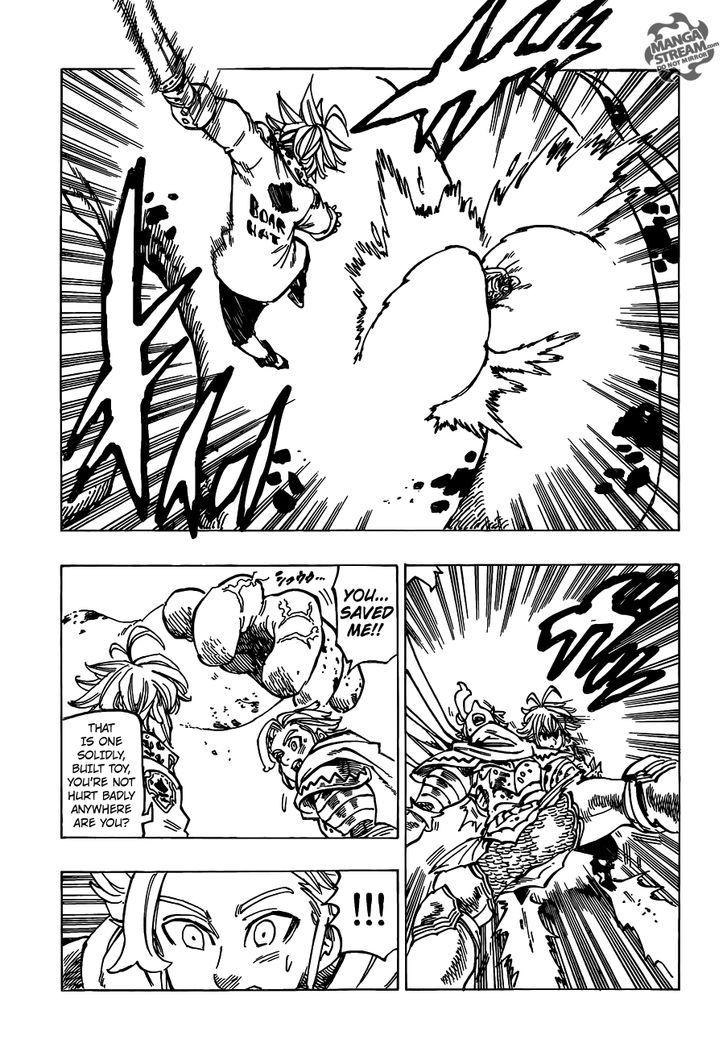 MANGA
STREAM.com
DO NOT MIRROR
BOAR
HAT
YOU...
SAVED
ME!!
THAT
IS ONE
SOLIDLY,
BUILT TOY,
YOU'RE NOT
HURT BADLY
ANYWHERE
ARE YOU?
!!!